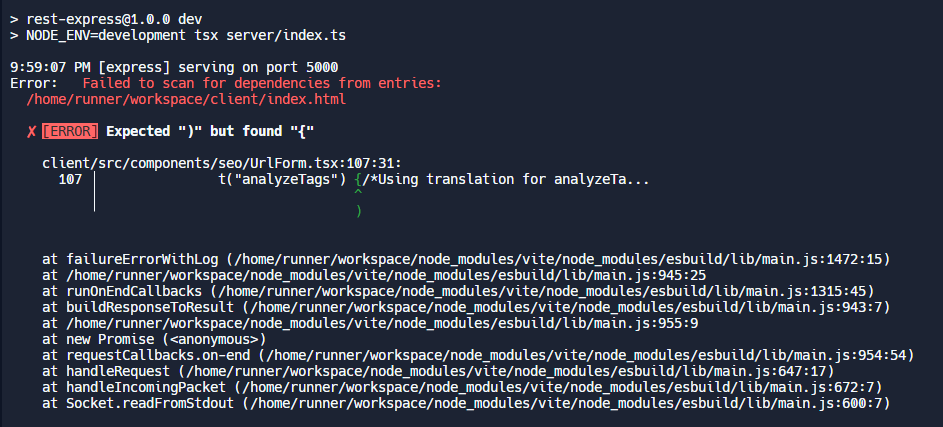 > rest-express@1.0.0 dev
> NODE_ENV=development tsx server/index.ts
9:59:07 PM [express] serving on port 5000
Error:   Failed to scan for dependencies from entries:
/home/runner/workspace/client/index.html
✗ [ERROR] Expected ")" but found "{"
client/src/components/seo/UrlForm.tsx:107:31:
107 │ t("analyzeTags") {/*Using translation for analyzeTa...
^
)
at failureErrorWithLog (/home/runner/workspace/node_modules/vite/node_modules/esbuild/lib/main.js:1472:15)
at /home/runner/workspace/node_modules/vite/node_modules/esbuild/lib/main.js:945:25
at runOnEndCallbacks (/home/runner/workspace/node_modules/vite/node_modules/esbuild/lib/main.js:1315:45)
at buildResponseToResult (/home/runner/workspace/node_modules/vite/node_modules/esbuild/lib/main.js:943:7)
at /home/runner/workspace/node_modules/vite/node_modules/esbuild/lib/main.js:955:9
at new Promise (<anonymous>)
at requestCallbacks.on-end (/home/runner/workspace/node_modules/vite/node_modules/esbuild/lib/main.js:954:54)
at handleRequest (/home/runner/workspace/node_modules/vite/node_modules/esbuild/lib/main.js:647:17)
at handleIncomingPacket (/home/runner/workspace/node_modules/vite/node_modules/esbuild/lib/main.js:672:7)
at Socket.readFromStdout (/home/runner/workspace/node_modules/vite/node_modules/esbuild/lib/main.js:600:7)